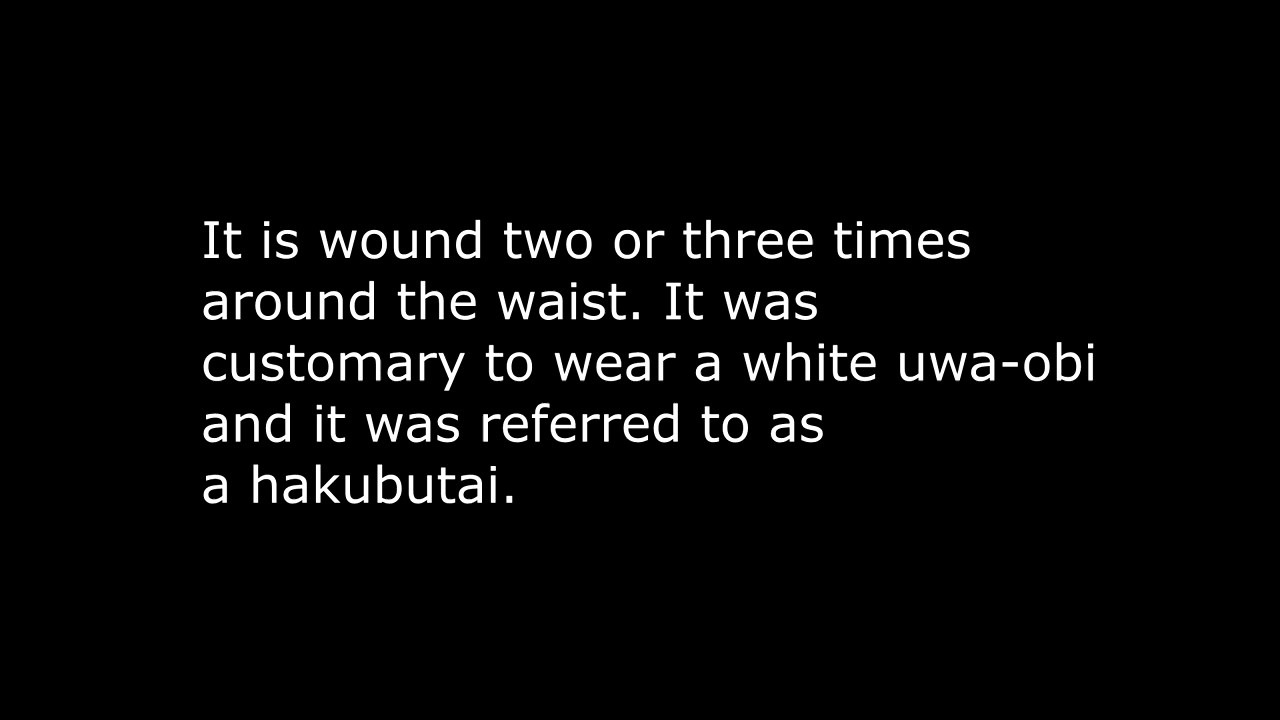 It is wound two or three times
around the waist. It was
customary to wear a white uwa-obi
and it was referred to as
a hakubutai.